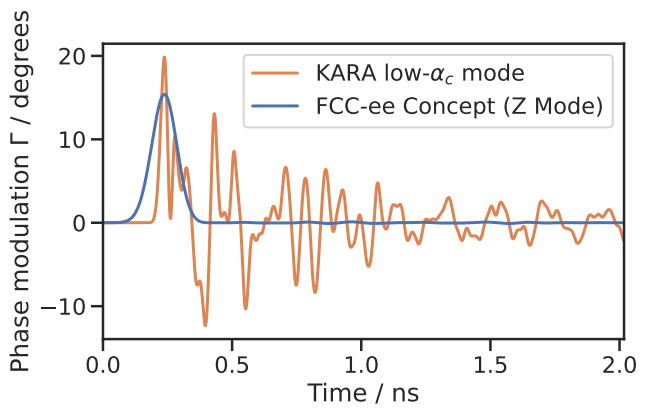 Phase modulation Γ / degrees
20
10
0
−10
KARA low-α_c mode
FCC-ee Concept (Z Mode)
0.0 0.5 1.0 1.5 2.0
Time / ns